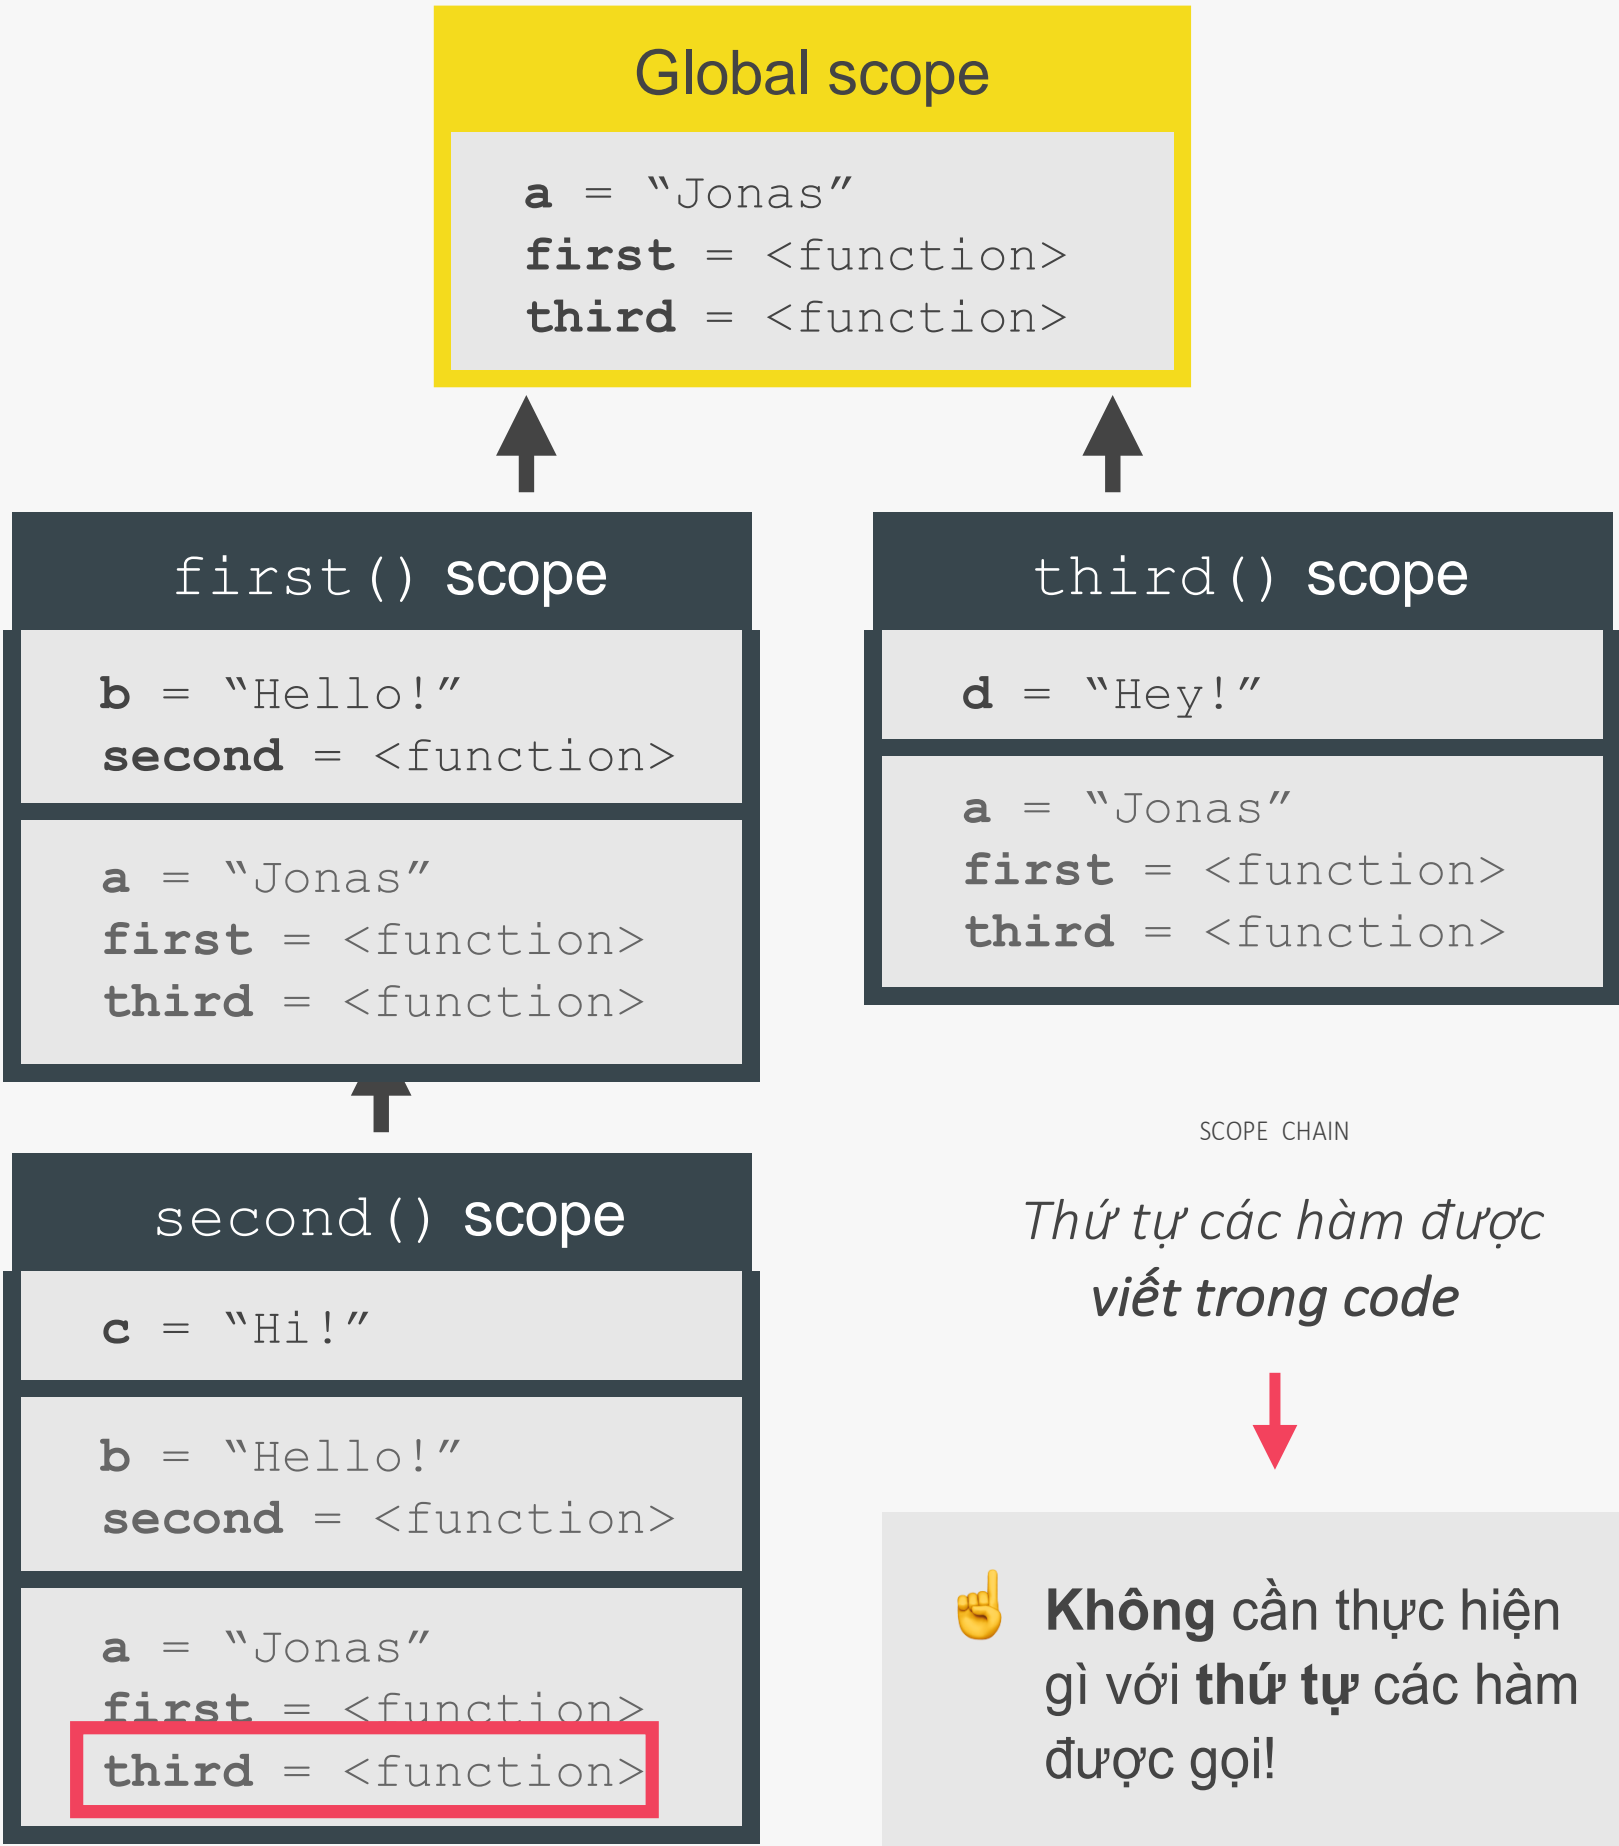 Global scope
a = “Jonas”
first = <function>
third = <function>
first() scope
b = “Hello!”
second = <function>
a = “Jonas”
first = <function>
third = <function>
third() scope
d = “Hey!”
a = “Jonas”
first = <function>
third = <function>
second() scope
c = “Hi!”
b = “Hello!”
second = <function>
a = “Jonas”
first = <function>
third = <function>
SCOPE CHAIN
Thứ tự các hàm được
viết trong code
☝ Không cần thực hiện
gì với thứ tự các hàm
được gọi!